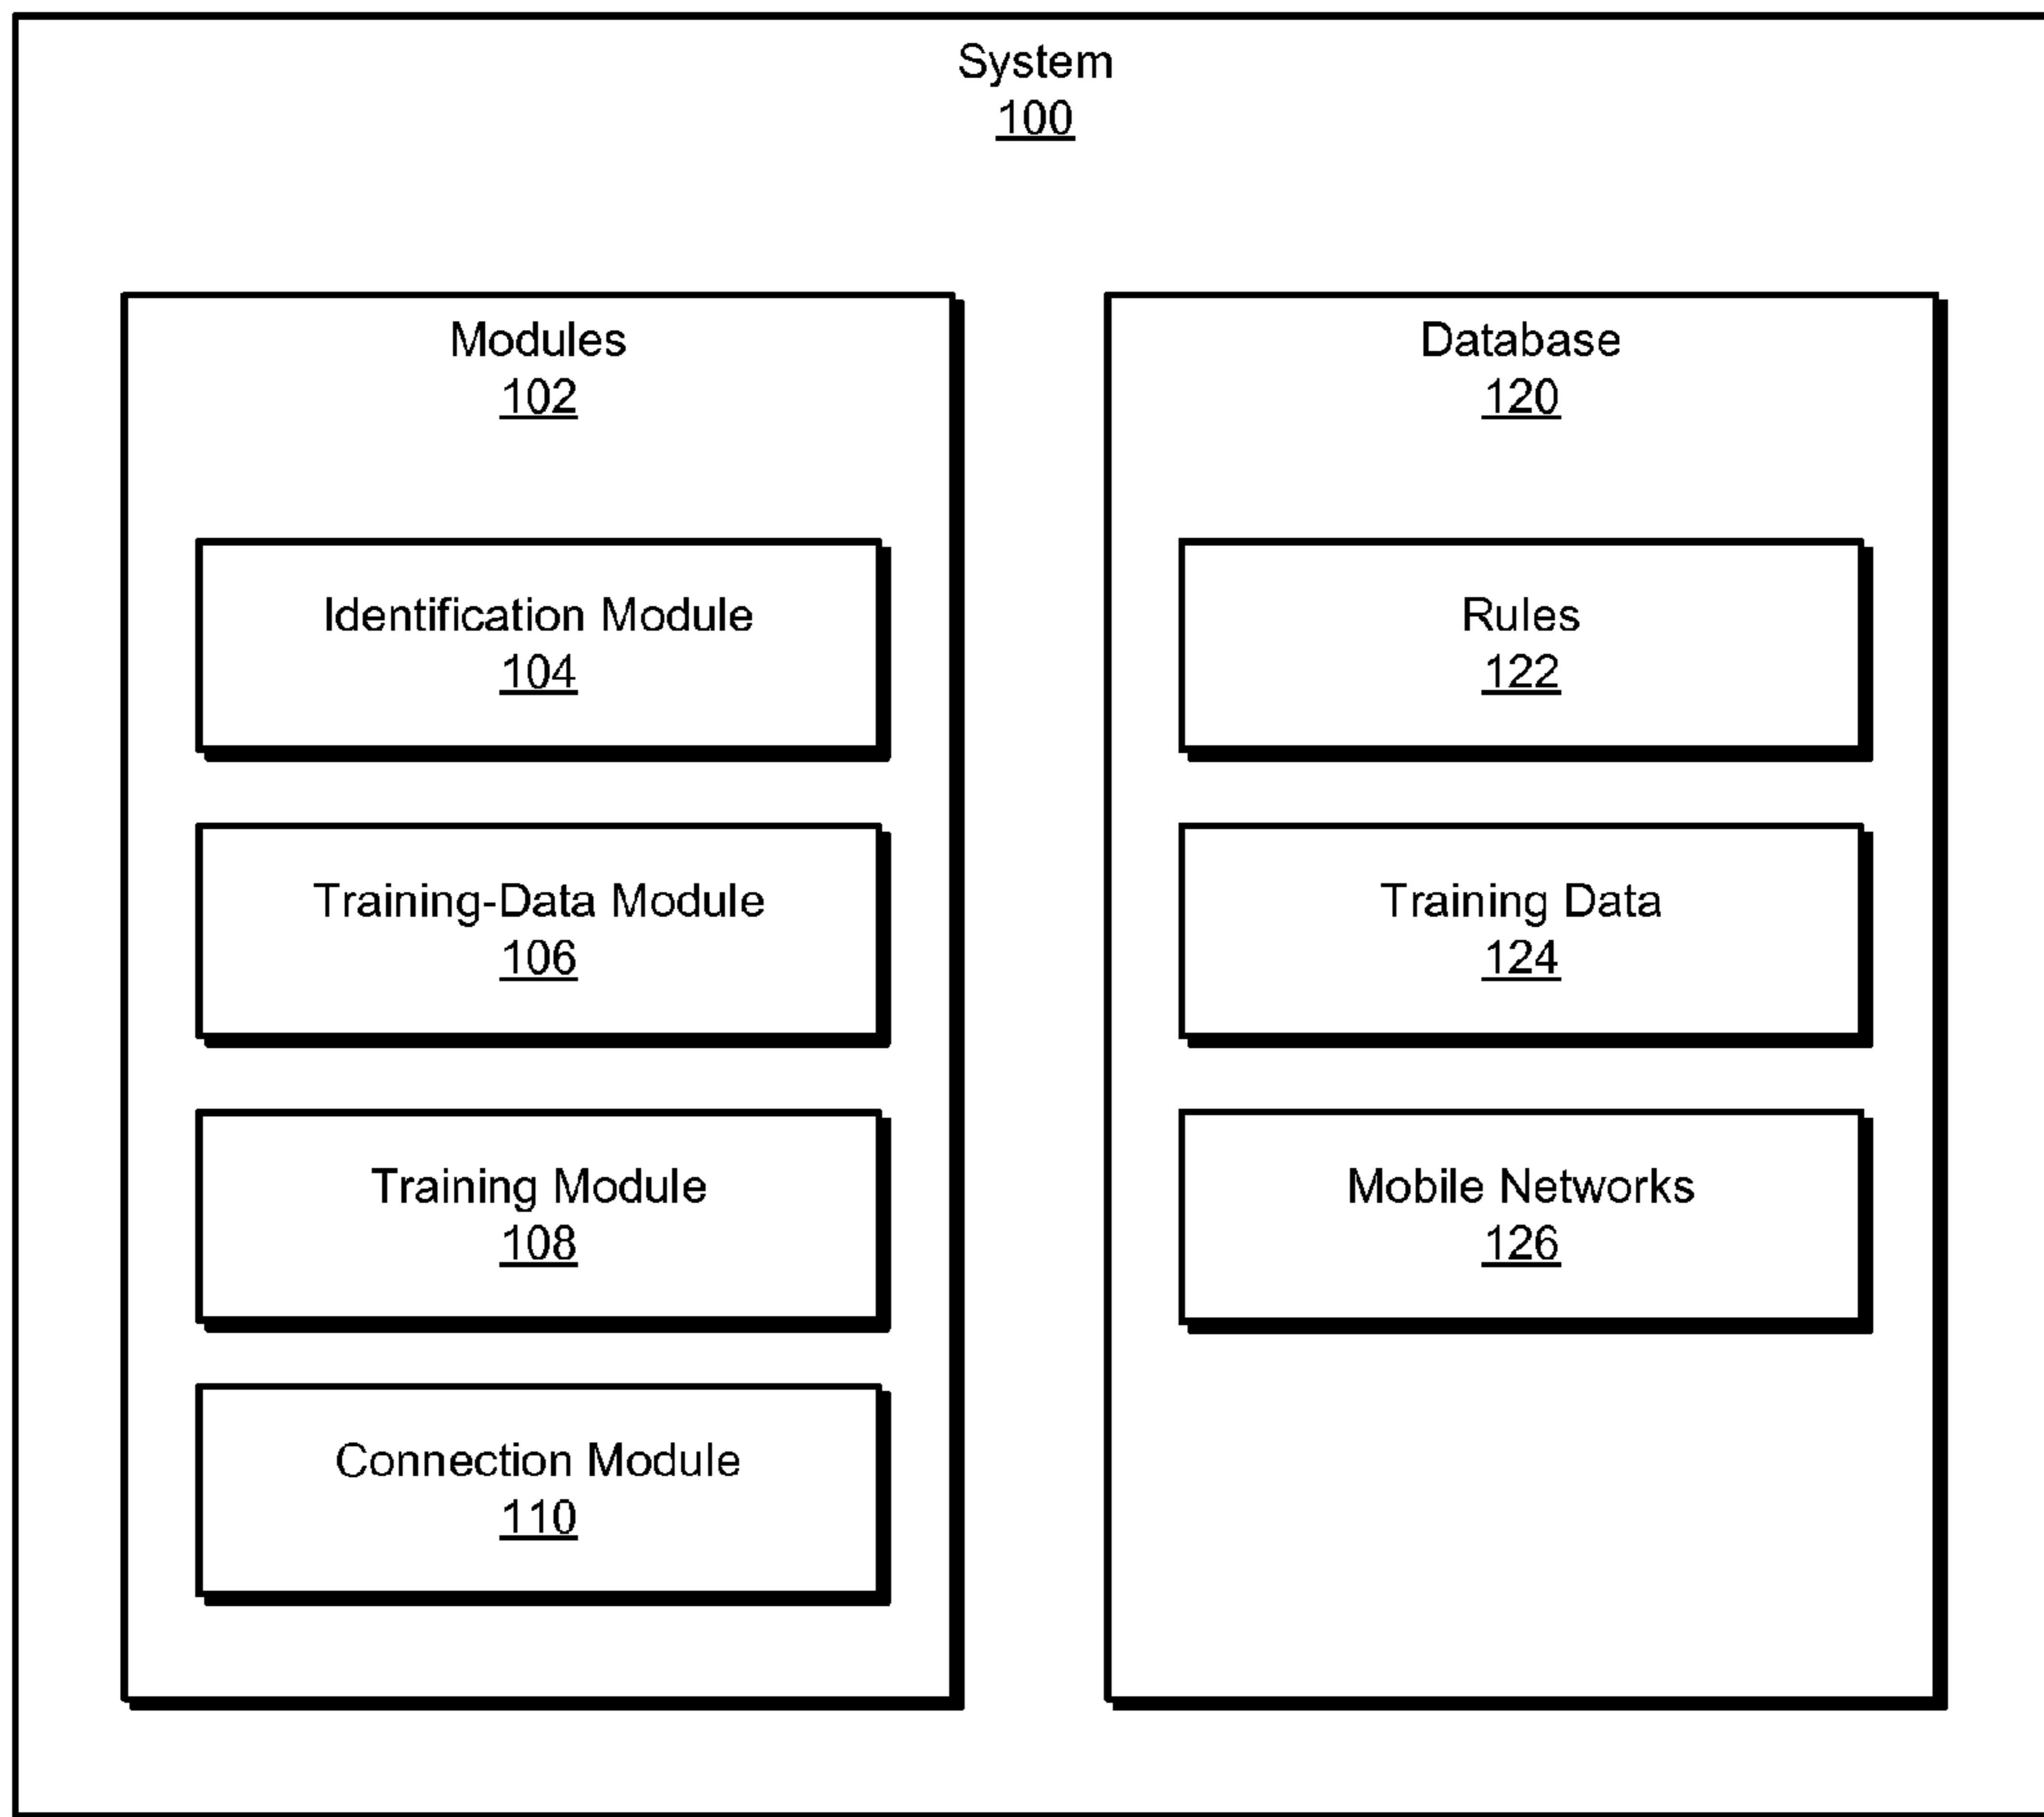 System
100
Modules
102
Identification Module
104
Training-Data Module
106
Training Module
108
Connection Module
110
Database
120
Rules
122
Training Data
124
Mobile Networks
126